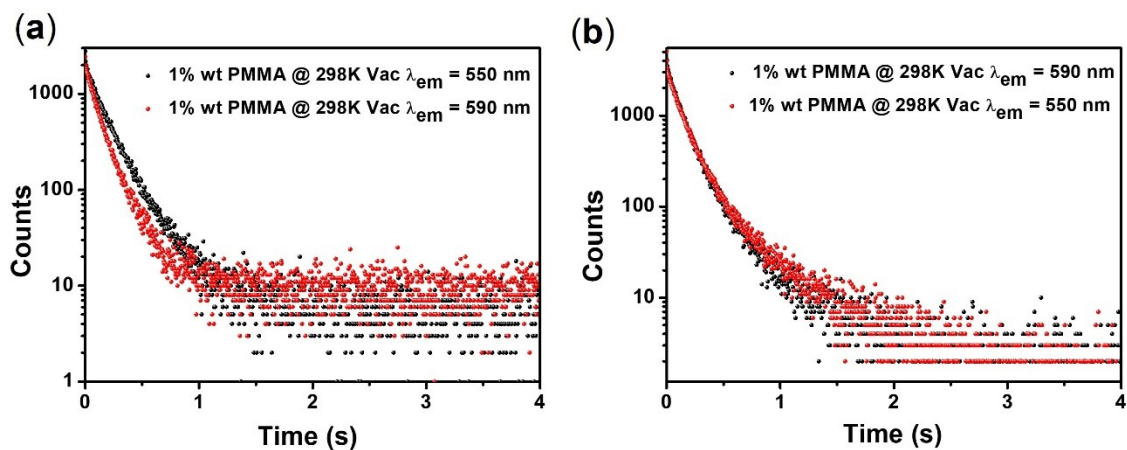 (a)
1% wt PMMA @ 298K Vac λem = 550 nm
1% wt PMMA @ 298K Vac λem = 590 nm
1000
100
10
1
Counts
0 1 2 3 4
Time (s)
(b)
1% wt PMMA @ 298K Vac λem = 590 nm
1% wt PMMA @ 298K Vac λem = 550 nm
1000
100
10
Counts
0 1 2 3 4
Time (s)